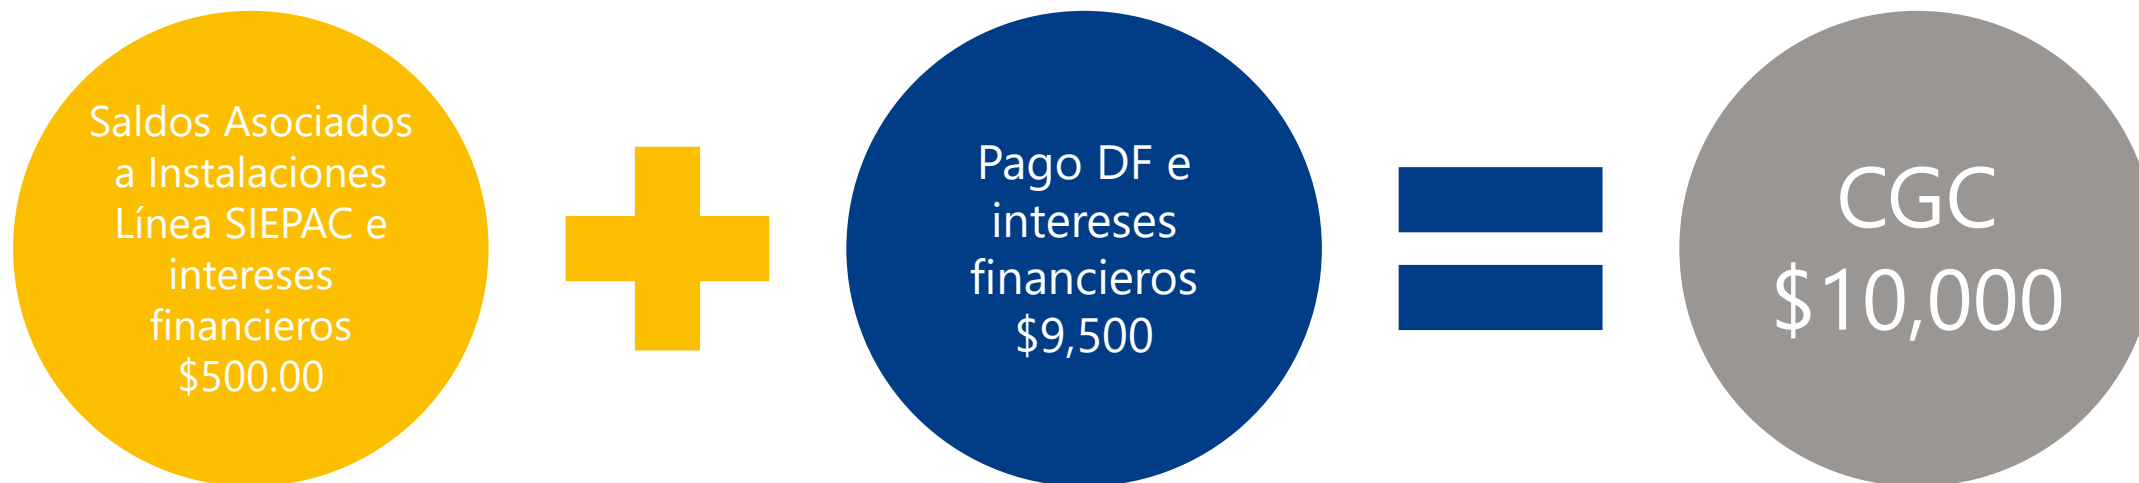 Saldos Asociados
a Instalaciones
Línea SIEPAC e
intereses
financieros
$500.00
Pago DF e
intereses
financieros
$9,500
CGC
$10,000